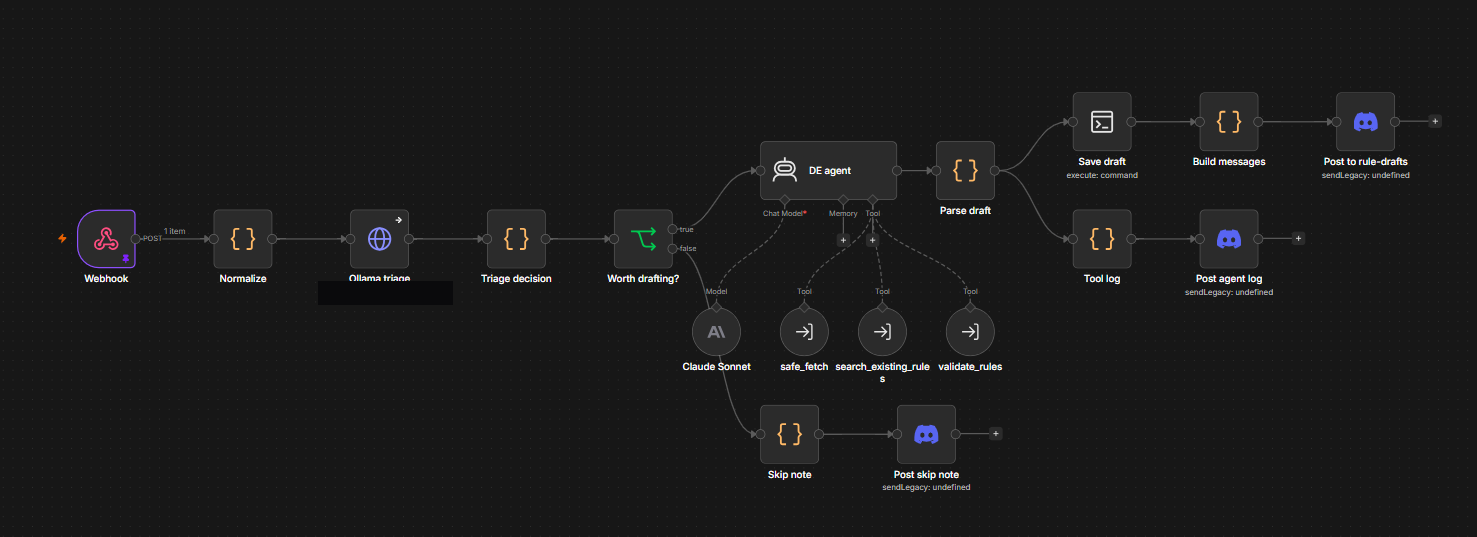 Save draft
execute: command
Build messages
Post to rule-drafts
sendLegacy: undefined
DE agent
Chat Model*
Memory
Tool
Parse draft
POST
1 item
Webhook
Normalize
Ollama triage
Triage decision
true
false
Worth drafting?
Tool log
Post agent log
sendLegacy: undefined
Model
Tool
Tool
Tool
Claude Sonnet
safe_fetch
search_existing_rule
s
validate_rules
Skip note
Post skip note
sendLegacy: undefined